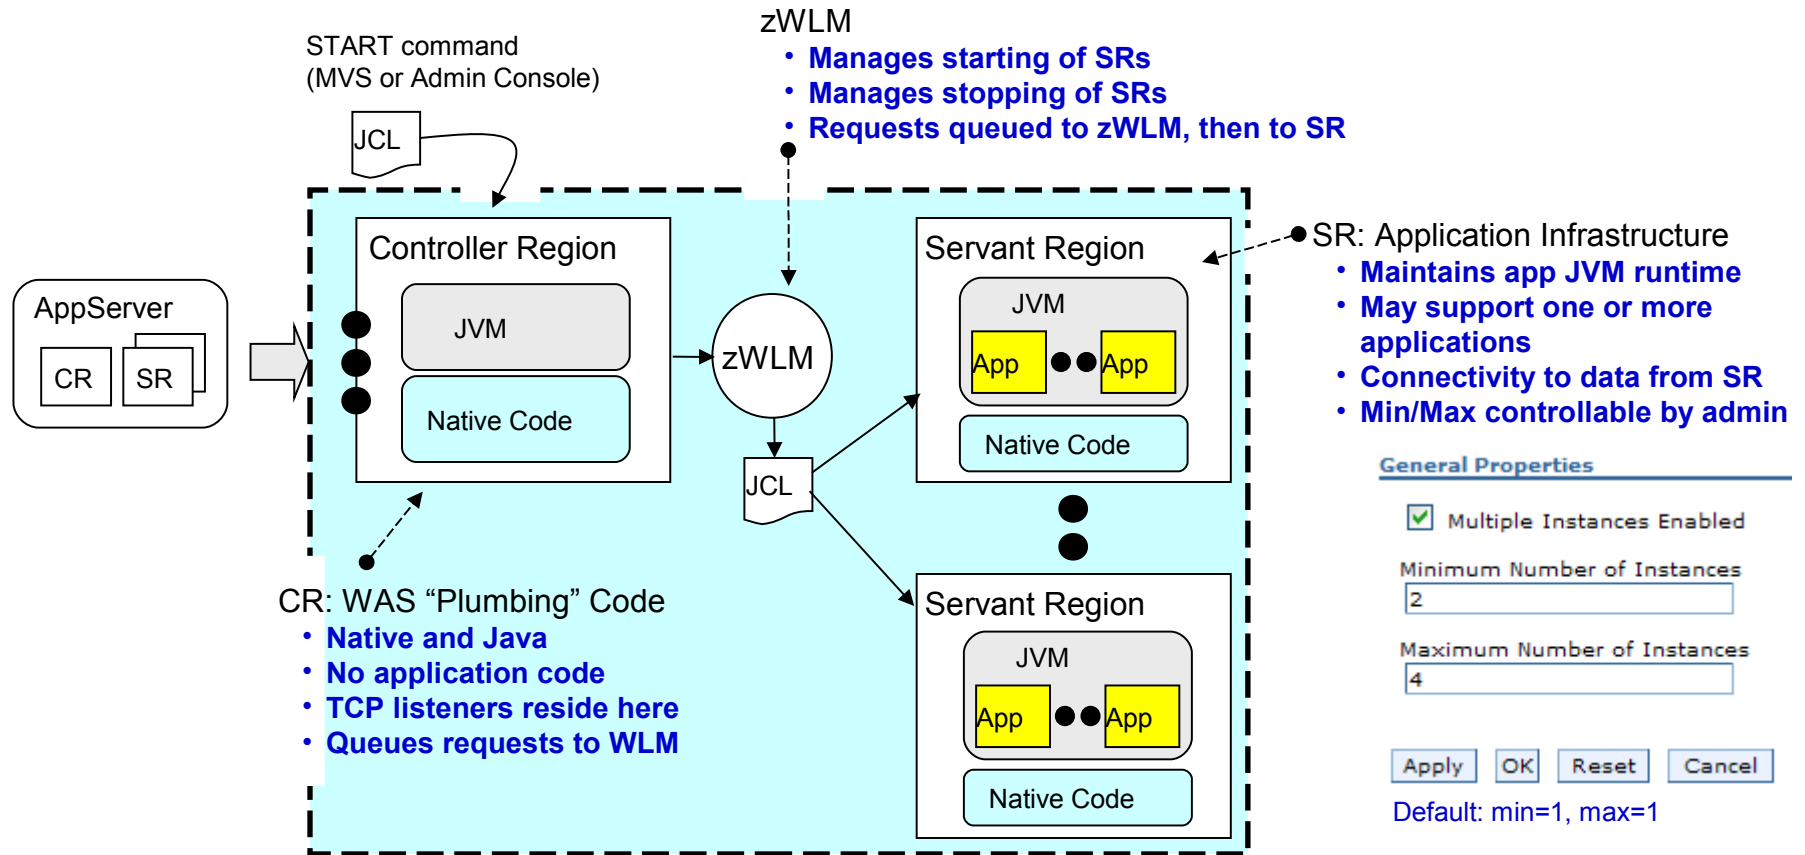 START command
(MVS or Admin Console)
JCL
zWLM
• Manages starting of SRs
• Manages stopping of SRs
• Requests queued to zWLM, then to SR
AppServer
CR
SR
Controller Region
JVM
Native Code
zWLM
JCL
Servant Region
JVM
App
App
Native Code
Servant Region
JVM
App
App
Native Code
CR: WAS “Plumbing” Code
• Native and Java
• No application code
• TCP listeners reside here
• Queues requests to WLM
SR: Application Infrastructure
• Maintains app JVM runtime
• May support one or more
applications
• Connectivity to data from SR
• Min/Max controllable by admin
General Properties
Multiple Instances Enabled
Minimum Number of Instances
2
Maximum Number of Instances
4
Apply
OK
Reset
Cancel
Default: min=1, max=1